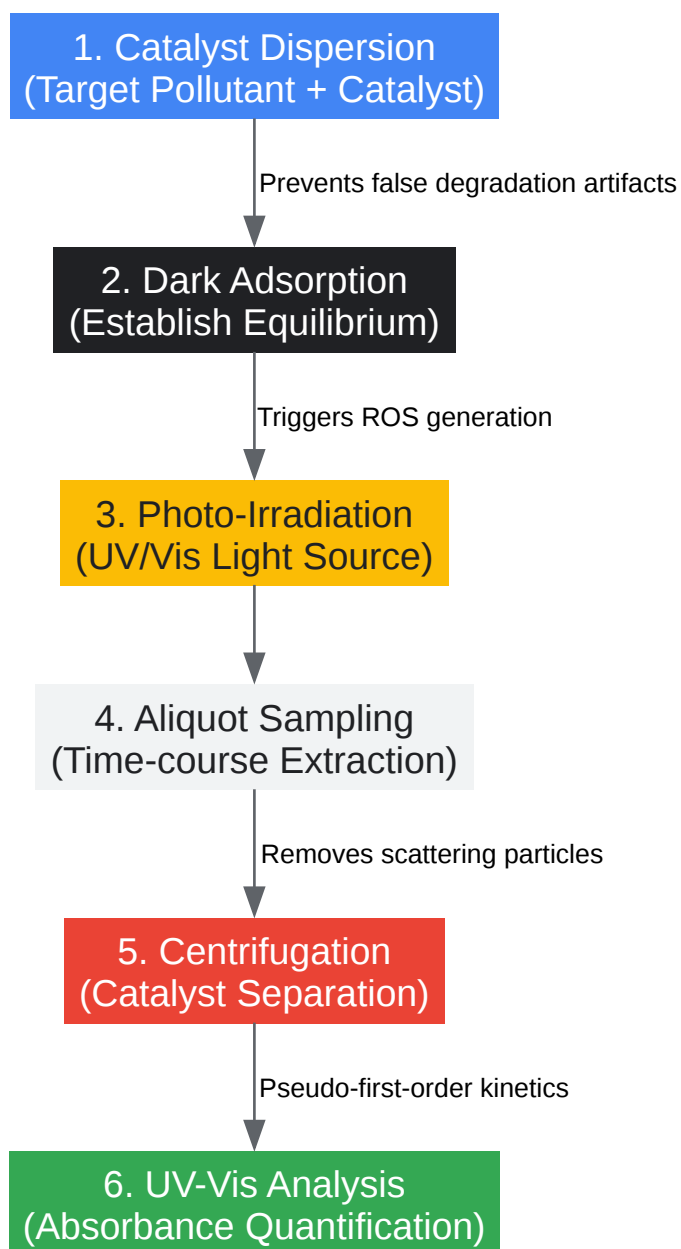 1. Catalyst Dispersion
(Target Pollutant + Catalyst)
Prevents false degradation artifacts
2. Dark Adsorption
(Establish Equilibrium)
Triggers ROS generation
3. Photo-Irradiation
(UV/Vis Light Source)
4. Aliquot Sampling
(Time-course Extraction)
Removes scattering particles
5. Centrifugation
(Catalyst Separation)
Pseudo-first-order kinetics
6. UV-Vis Analysis
(Absorbance Quantification)